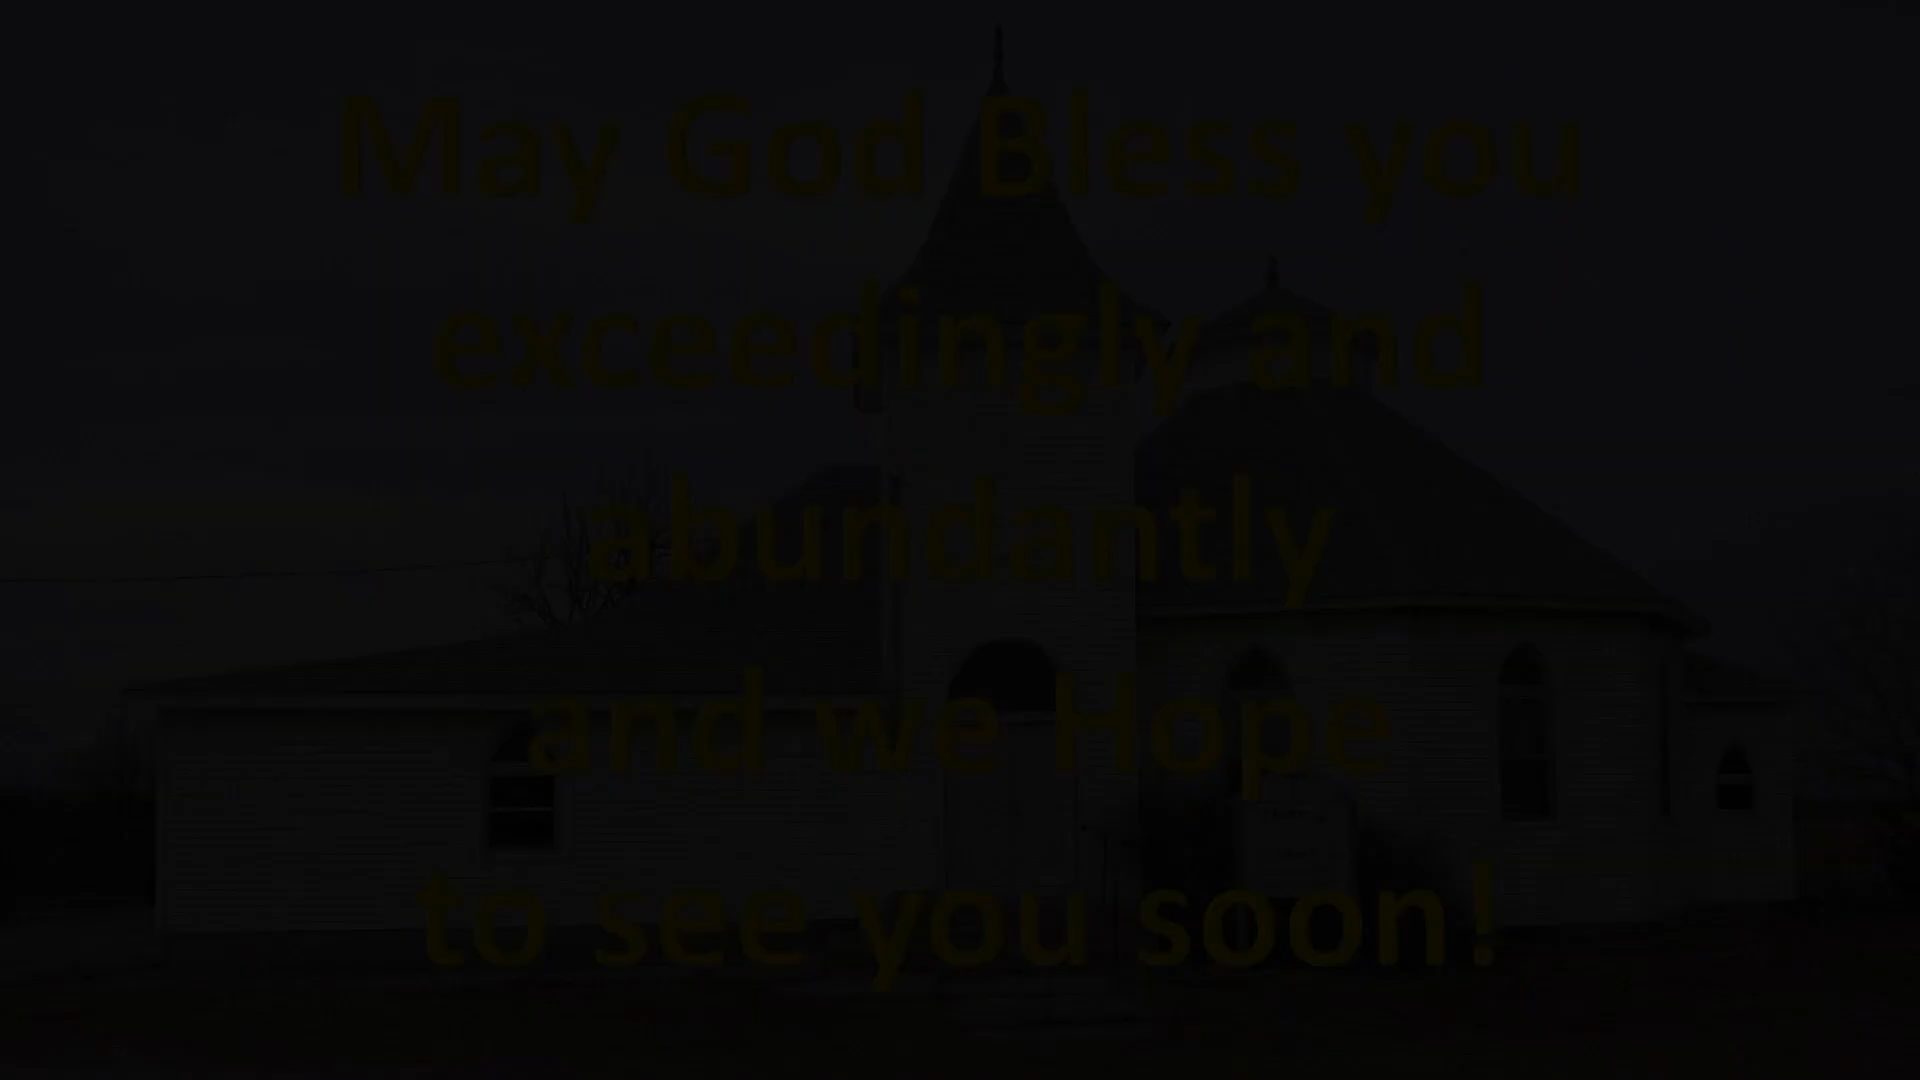 May God Bless you
exceedingly and
abundantly
and we Hope
to see you soon!